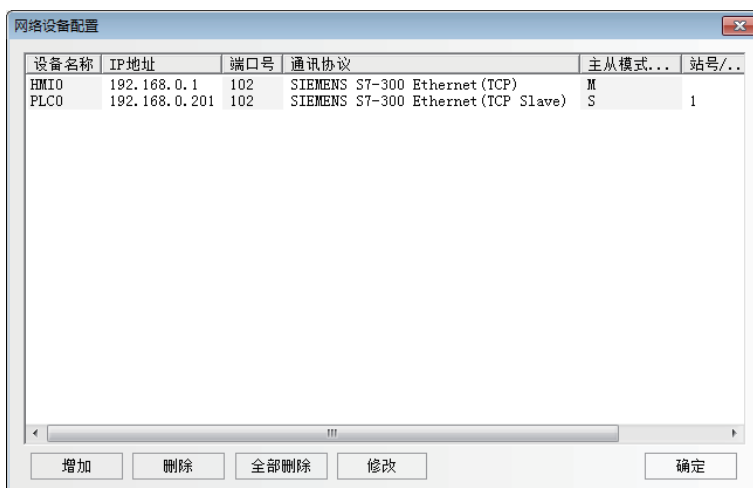 网络设备配置
设备名称 IP地址 端口号 通讯协议 主从模式... 站号/..
HMI0 192.168.0.1 102 SIEMENS S7-300 Ethernet(TCP) M
PLC0 192.168.0.201 102 SIEMENS S7-300 Ethernet(TCP Slave) S 1
增加 删除 全部删除 修改 确定